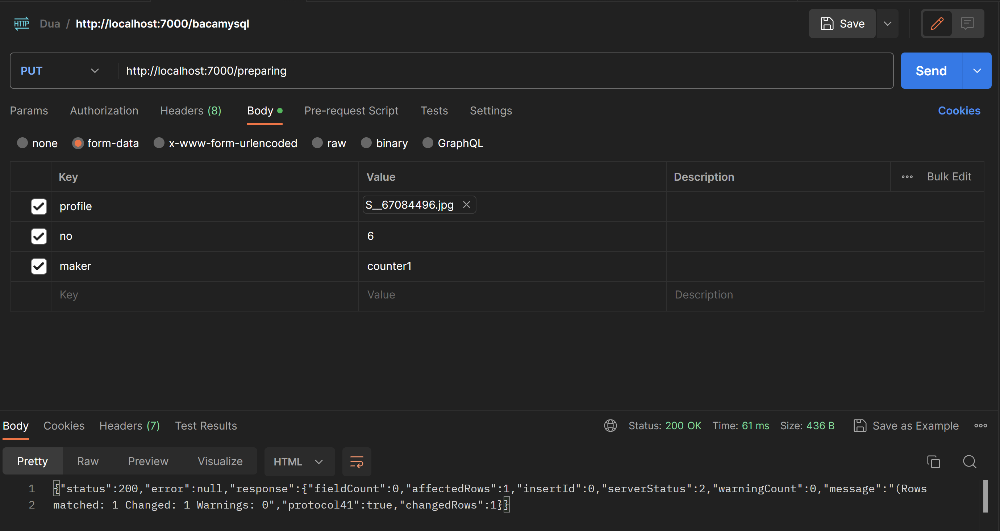 HTTP Dua / http://localhost:7000/bacamysql Save
PUT http://localhost:7000/preparing Send
Params Authorization Headers (8) Body Pre-request Script Tests Settings Cookies
none form-data x-www-form-urlencoded raw binary GraphQL
Key Value Description Bulk Edit
profile S__67084496.jpg
no 6
maker counter1
Key Value Description
Body Cookies Headers (7) Test Results Status: 200 OK Time: 61 ms Size: 436 B Save as Example
Pretty Raw Preview Visualize HTML
1 {"status":200,"error":null,"response":{"fieldCount":0,"affectedRows":1,"insertId":0,"serverStatus":2,"warningCount":0,"message":"(Rows
2 matched: 1 Changed: 1 Warnings: 0","protocol41":true,"changedRows":1}}